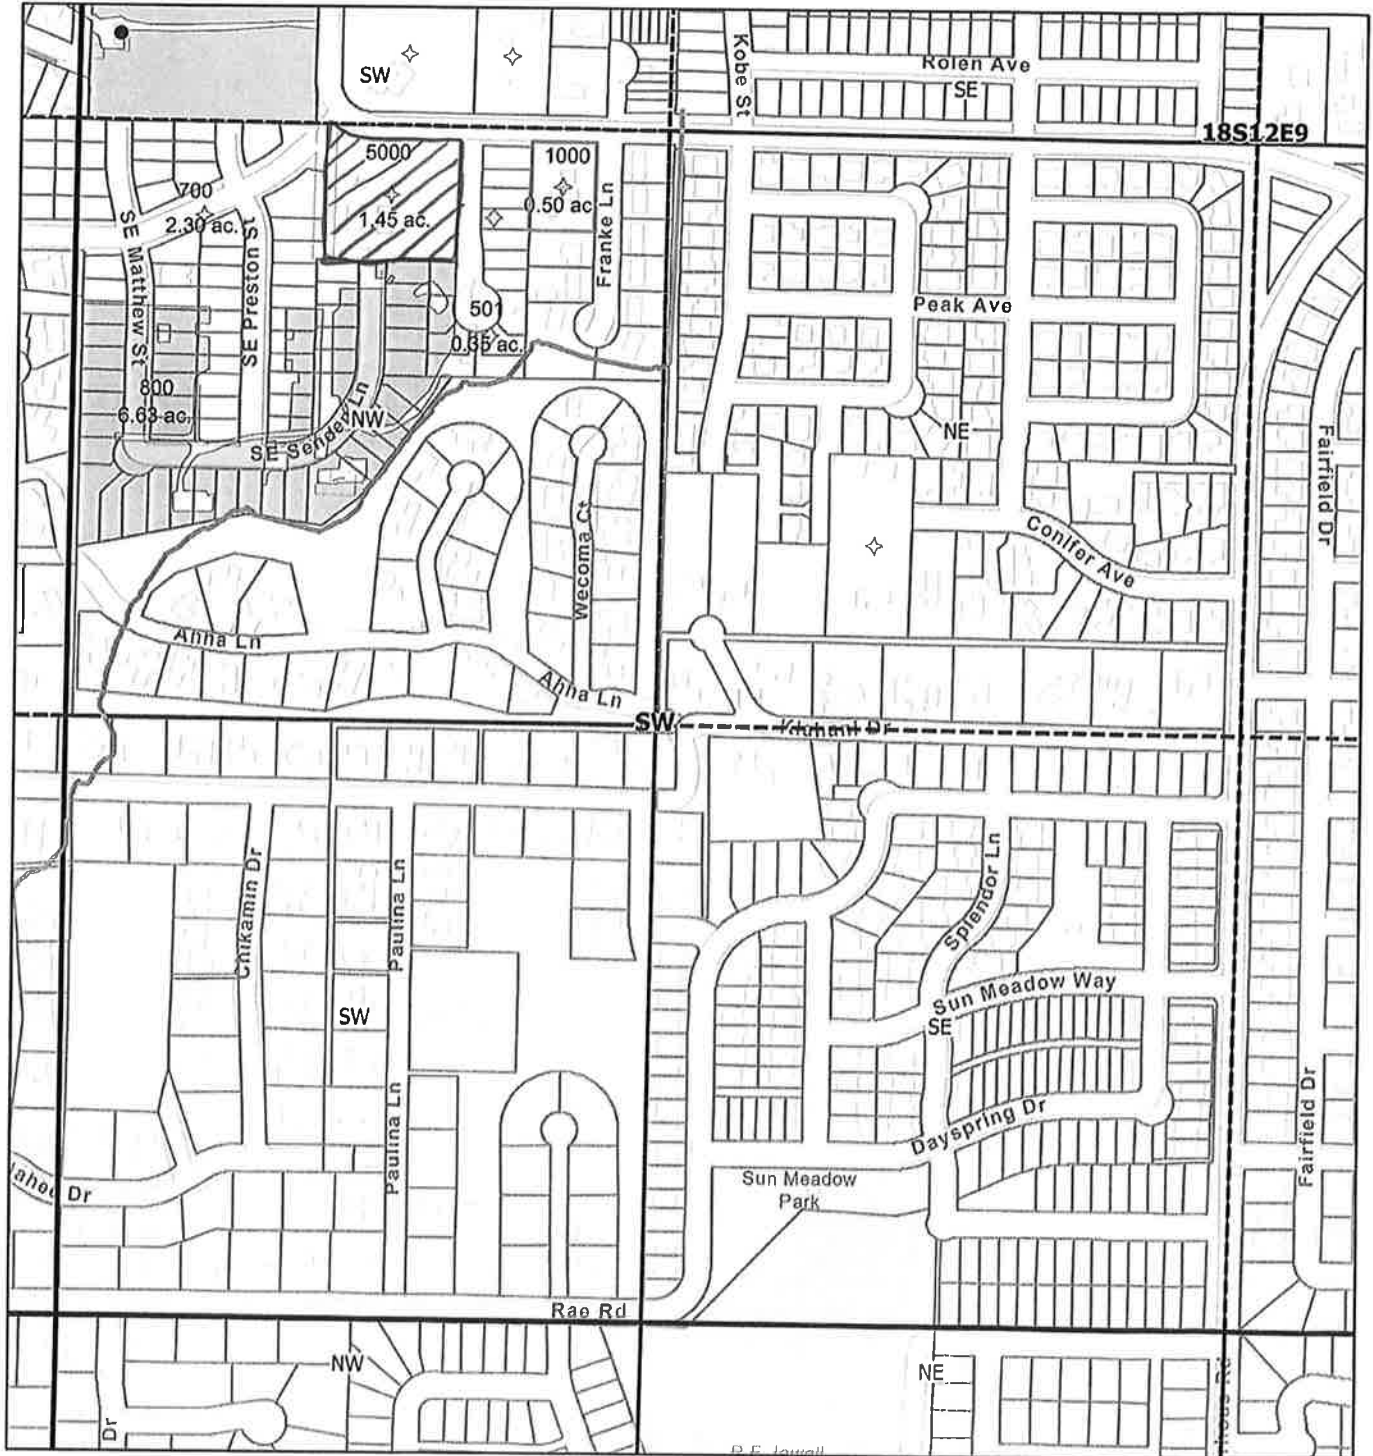 SW
Kobe St
Rolen Ave
SE
18S12E9
5000
1.45 ac.
1000
0.50 ac.
Franke Ln
700
2.30 ac.
SE Matthew St
SE Preston St
501
0.35 ac.
Peak Ave
800
6.63 ac.
SE Sender Ln
NW
NE
Fairfield Dr
Wecoma Ct
Conifer Ave
Anna Ln
Anna Ln
SW
Kluhani Dr
Chikamin Dr
Paulina Ln
Splendor Ln
Sun Meadow Way
SW
SE
Paulina Ln
Dayspring Dr
Fairfield Dr
Dr
Sun Meadow
Park
Rae Rd
NW
NE
Dr